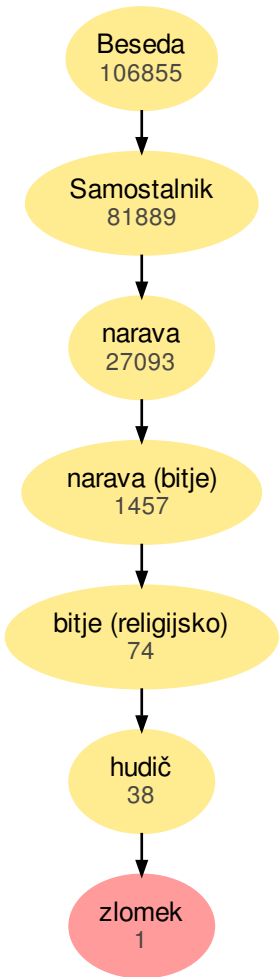 Beseda
106855
Samostalnik
81889
narava
27093
narava (bitje)
1457
bitje (religijsko)
74
hudič
38
zlomek
1